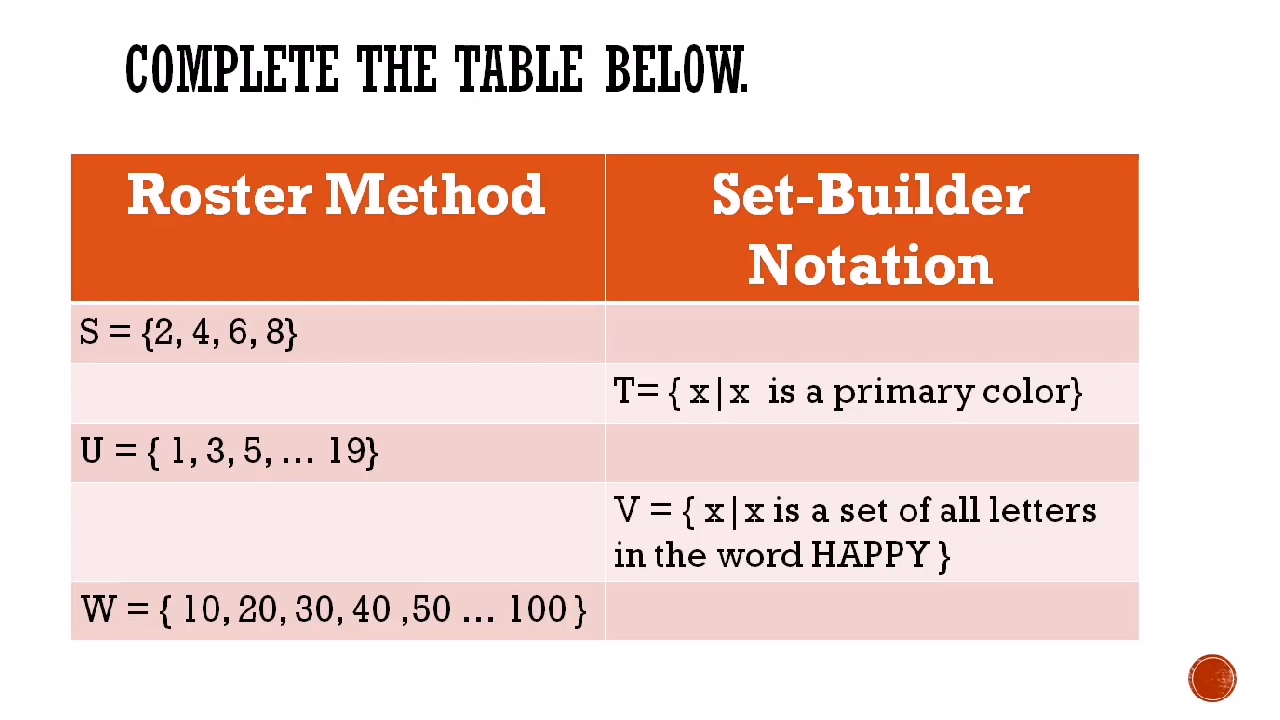 COMPLETE THE TABLE BELOW.
Roster Method
Set-Builder
Notation
S = {2, 4, 6, 8}
T= { x|x is a primary color}
U = { 1, 3, 5, ... 19}
V = { x|x is a set of all letters
in the word HAPPY }
W = { 10, 20, 30, 40 ,50 ... 100 }